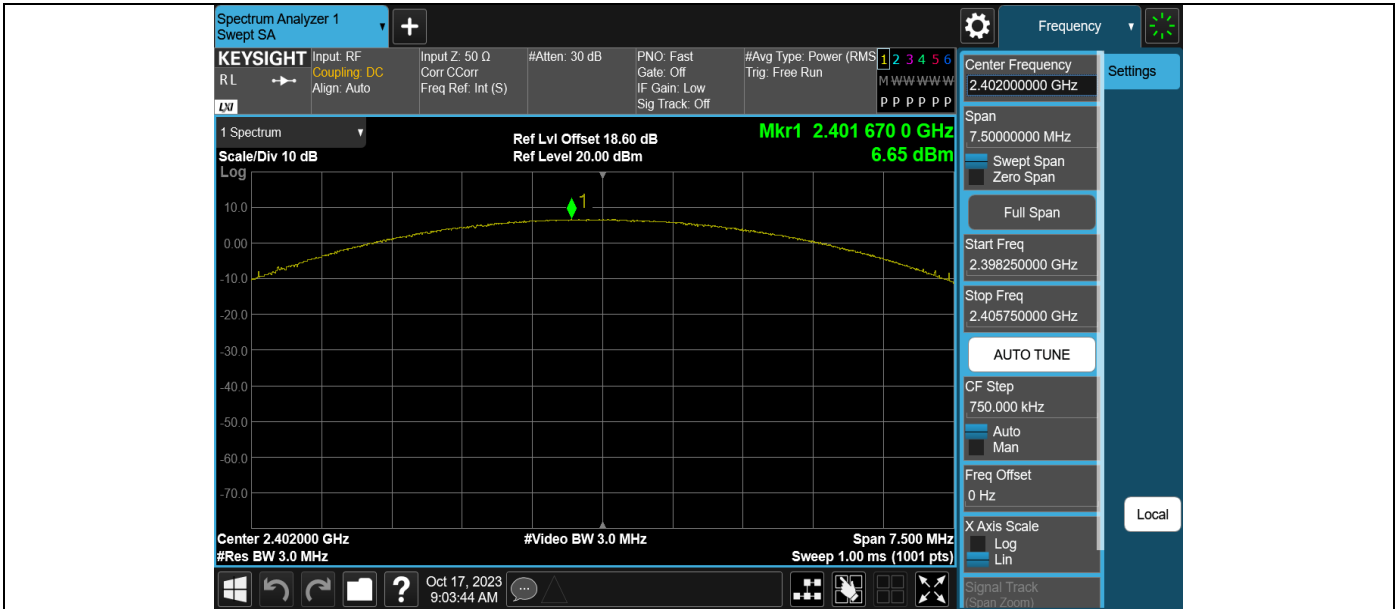 Spectrum Analyzer 1
Swept SA
+
Frequency
KEYSIGHT
R L
LXI
Input: RF
Coupling: DC
Align: Auto
Input Z: 50 Ω
Corr CCorr
Freq Ref: Int (S)
#Atten: 30 dB
PNO: Fast
Gate: Off
IF Gain: Low
Sig Track: Off
#Avg Type: Power (RMS
Trig: Free Run
1 2 3 4 5 6
M W W W W W
P P P P P P
1 Spectrum
Scale/Div 10 dB
Log
Ref Lvl Offset 18.60 dB
Ref Level 20.00 dBm
Mkr1 2.401 670 0 GHz
6.65 dBm
1
10.0
0.00
-10.0
-20.0
-30.0
-40.0
-50.0
-60.0
-70.0
Center 2.402000 GHz
#Video BW 3.0 MHz
Span 7.500 MHz
#Res BW 3.0 MHz
Sweep 1.00 ms (1001 pts)
?
Oct 17, 2023
9:03:44 AM
Center Frequency
2.402000000 GHz
Settings
Span
7.50000000 MHz
Swept Span
Zero Span
Full Span
Start Freq
2.398250000 GHz
Stop Freq
2.405750000 GHz
AUTO TUNE
CF Step
750.000 kHz
Auto
Man
Freq Offset
0 Hz
Local
X Axis Scale
Log
Lin
Signal Track
(Span Zoom)